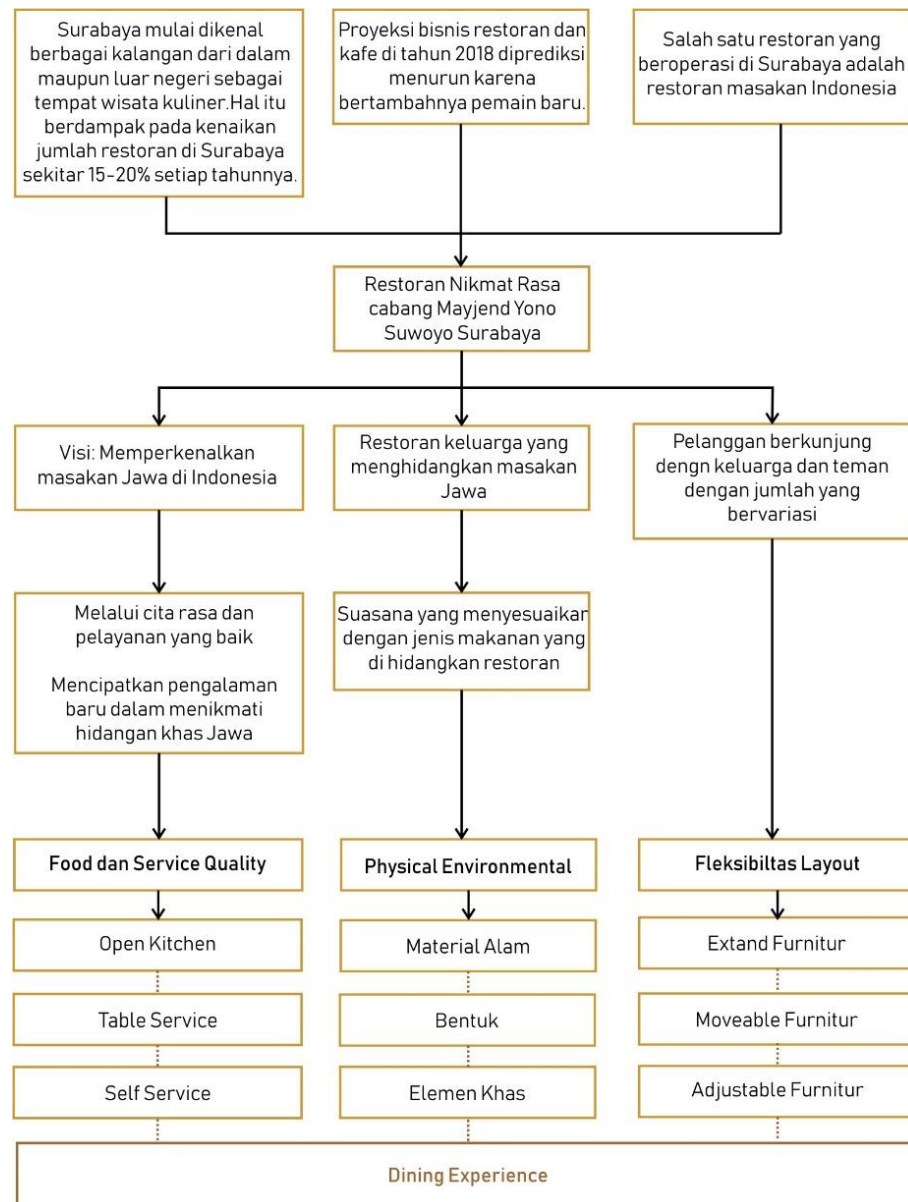 Surabaya mulai dikenal
berbagai kalangan dari dalam
maupun luar negeri sebagai
tempat wisata kuliner.Hal itu
berdampak pada kenaikan
jumlah restoran di Surabaya
sekitar 15-20% setiap tahunnya.
Proyeksi bisnis restoran dan
kafe di tahun 2018 diprediksi
menurun karena
bertambahnya pemain baru.
Salah satu restoran yang
beroperasi di Surabaya adalah
restoran masakan Indonesia
Restoran Nikmat Rasa
cabang Mayjend Yono
Suwoyo Surabaya
Visi: Memperkenalkan
masakan Jawa di Indonesia
Restoran keluarga yang
menghidangkan masakan
Jawa
Pelanggan berkunjung
dengn keluarga dan teman
dengan jumlah yang
bervariasi
Melalui cita rasa dan
pelayanan yang baik
Mencipatkan pengalaman
baru dalam menikmati
hidangan khas Jawa
Suasana yang menyesuaikan
dengan jenis makanan yang
di hidangkan restoran
Food dan Service Quality
Physical Environmental
Fleksibiltas Layout
Open Kitchen
Material Alam
Extand Furnitur
Table Service
Bentuk
Moveable Furnitur
Self Service
Elemen Khas
Adjustable Furnitur
Dining Experience